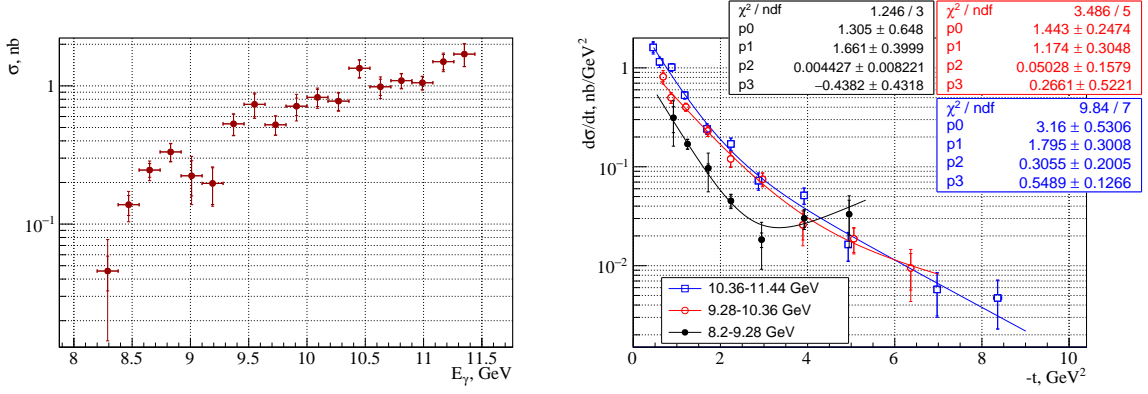 σ, nb
1
10⁻¹
8 8.5 9 9.5 10 10.5 11 11.5
E_γ, GeV
χ² / ndf 1.246 / 3
p0 1.305 ± 0.648
p1 1.661 ± 0.3999
p2 0.004427 ± 0.008221
p3 −0.4382 ± 0.4318
χ² / ndf 3.486 / 5
p0 1.443 ± 0.2474
p1 1.174 ± 0.3048
p2 0.05028 ± 0.1579
p3 0.2661 ± 0.5221
χ² / ndf 9.84 / 7
p0 3.16 ± 0.5306
p1 1.795 ± 0.3008
p2 0.3055 ± 0.2005
p3 0.5489 ± 0.1266
dσ/dt, nb/GeV²
1
10⁻¹
10⁻²
10.36-11.44 GeV
9.28-10.36 GeV
8.2-9.28 GeV
0 2 4 6 8 10
-t, GeV²